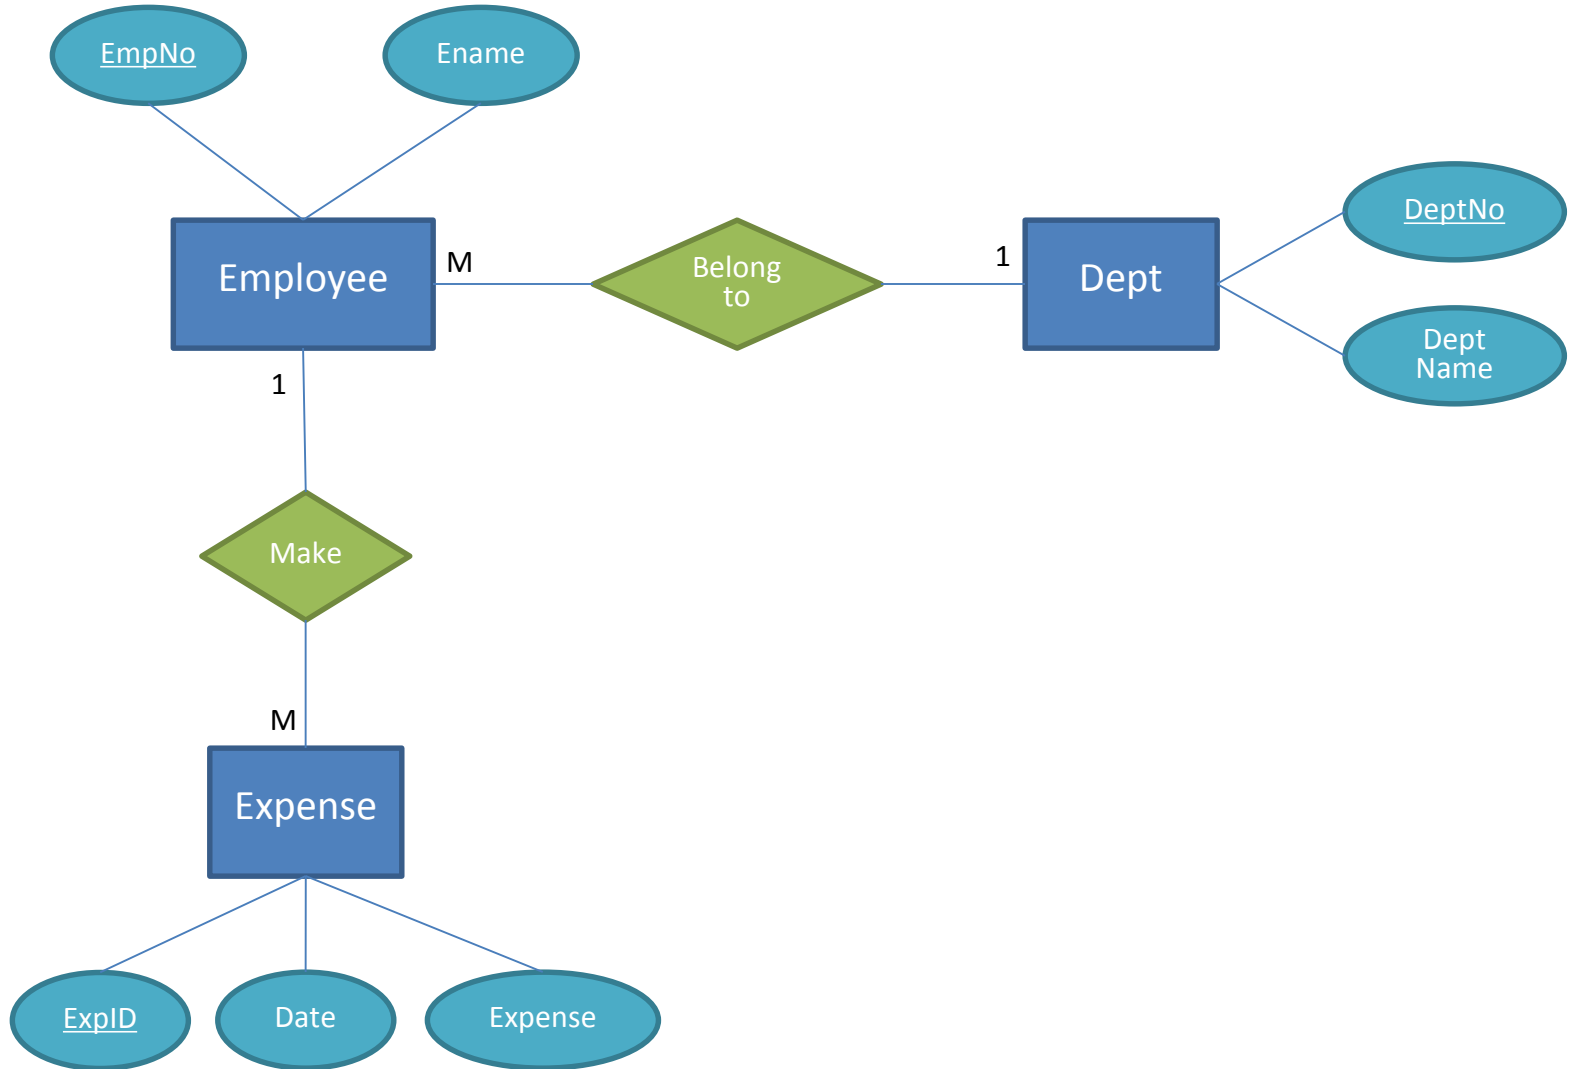 EmpNo
Ename
DeptNo
Employee
M
Belong
to
1
Dept
Dept
Name
1
Make
M
Expense
ExpID
Date
Expense